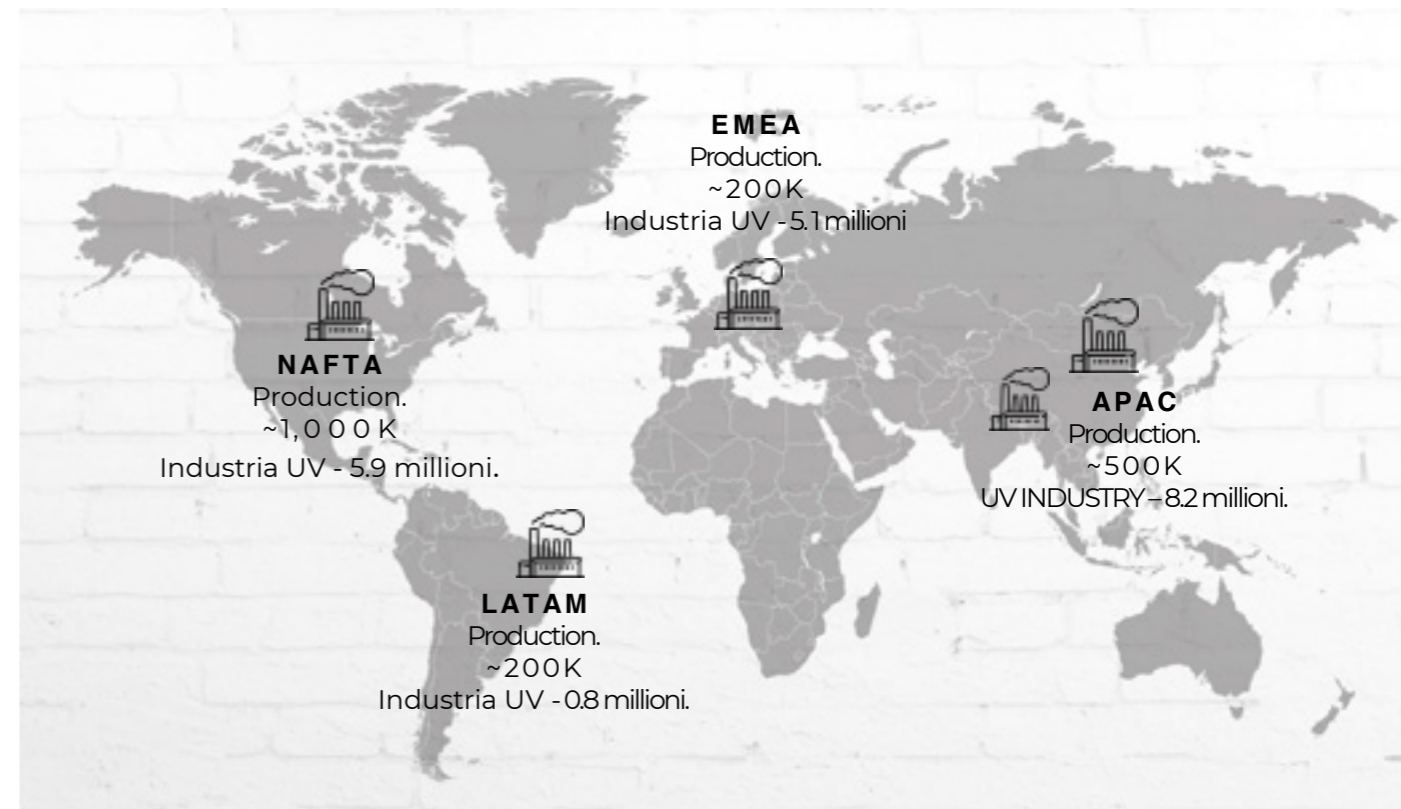 EMEA
Production.
~200K
Industria UV - 5.1 millioni
NAFTA
Production.
~1,000K
Industria UV - 5.9 millioni.
APAC
Production.
~500K
UV INDUSTRY – 8.2 millioni.
LATAM
Production.
~200K
Industria UV - 0.8 millioni.